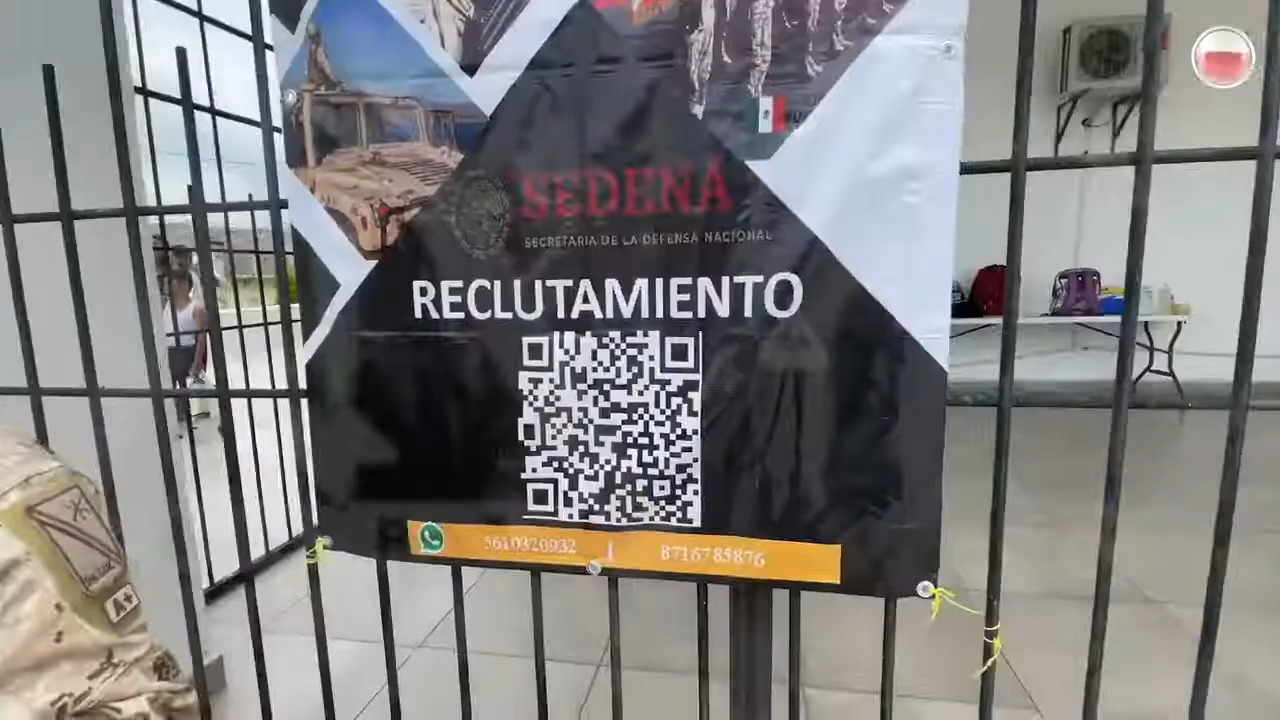 SEDENA
SECRETARIA DE LA DEFENSA NACIONAL
RECLUTAMIENTO
5610320932 | 8716785876
A+